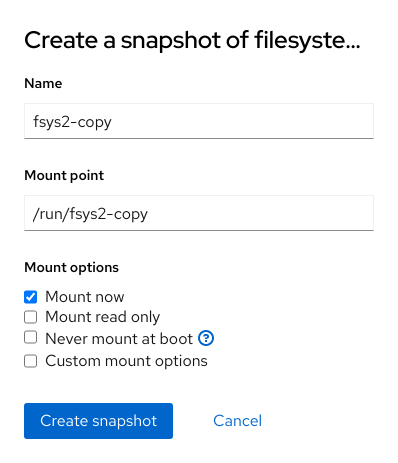 Create a snapshot of filesyste...
Name
fsys2-copy
Mount point
/run/fsys2-copy
Mount options
Mount now
Mount read only
Never mount at boot ?
Custom mount options
Create snapshot Cancel